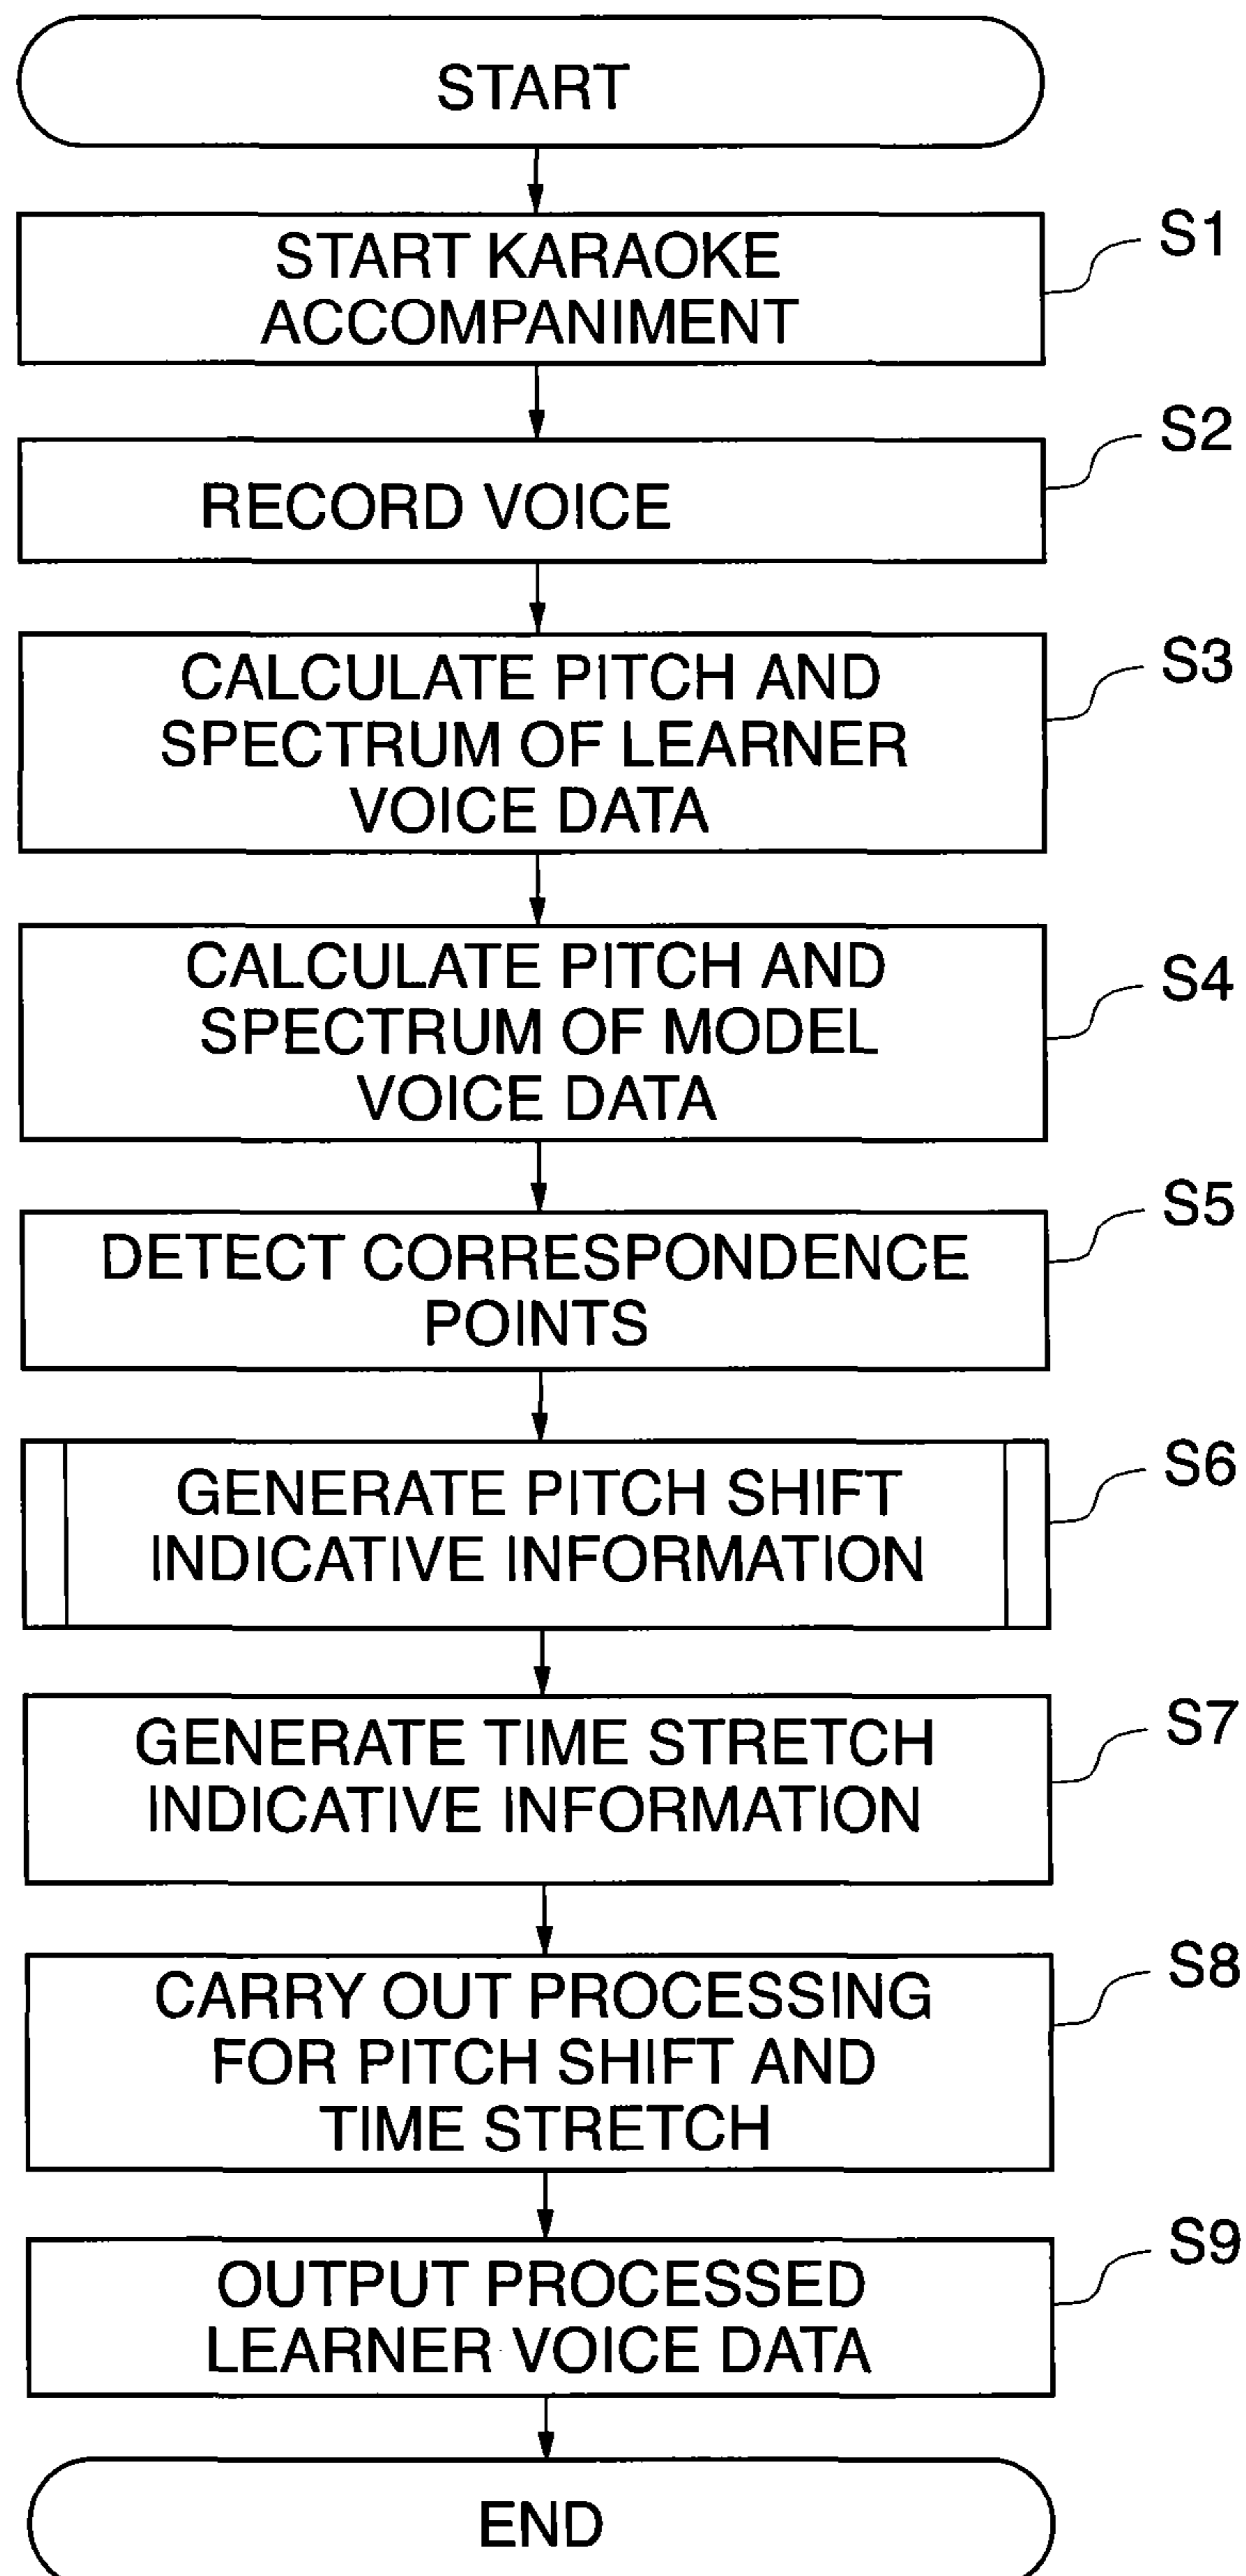 START
START KARAOKE
ACCOMPANIMENT
S1
RECORD VOICE
S2
CALCULATE PITCH AND
SPECTRUM OF LEARNER
VOICE DATA
S3
CALCULATE PITCH AND
SPECTRUM OF MODEL
VOICE DATA
S4
DETECT CORRESPONDENCE
POINTS
S5
GENERATE PITCH SHIFT
INDICATIVE INFORMATION
S6
GENERATE TIME STRETCH
INDICATIVE INFORMATION
S7
CARRY OUT PROCESSING
FOR PITCH SHIFT AND
TIME STRETCH
S8
OUTPUT PROCESSED
LEARNER VOICE DATA
S9
END